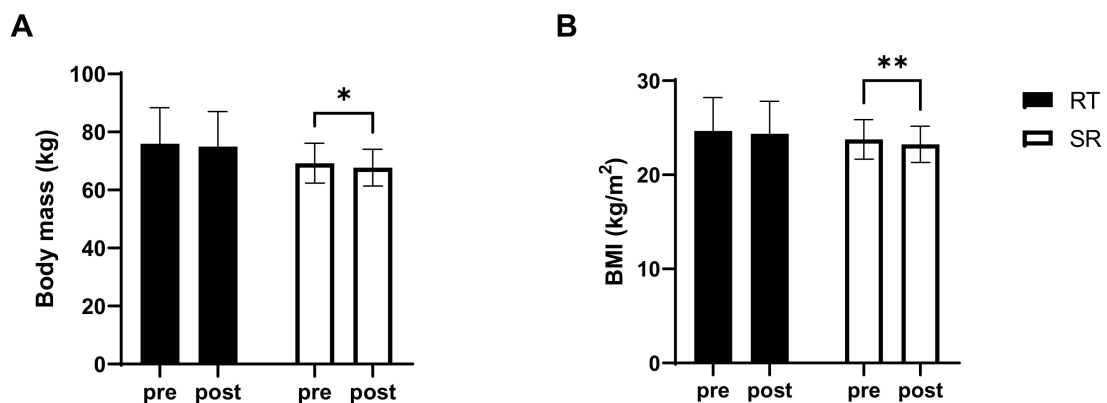 A
Body mass (kg)
100
80
60
40
20
0
*
pre post pre post
B
BMI (kg/m²)
30
20
10
0
**
pre post pre post
RT
SR